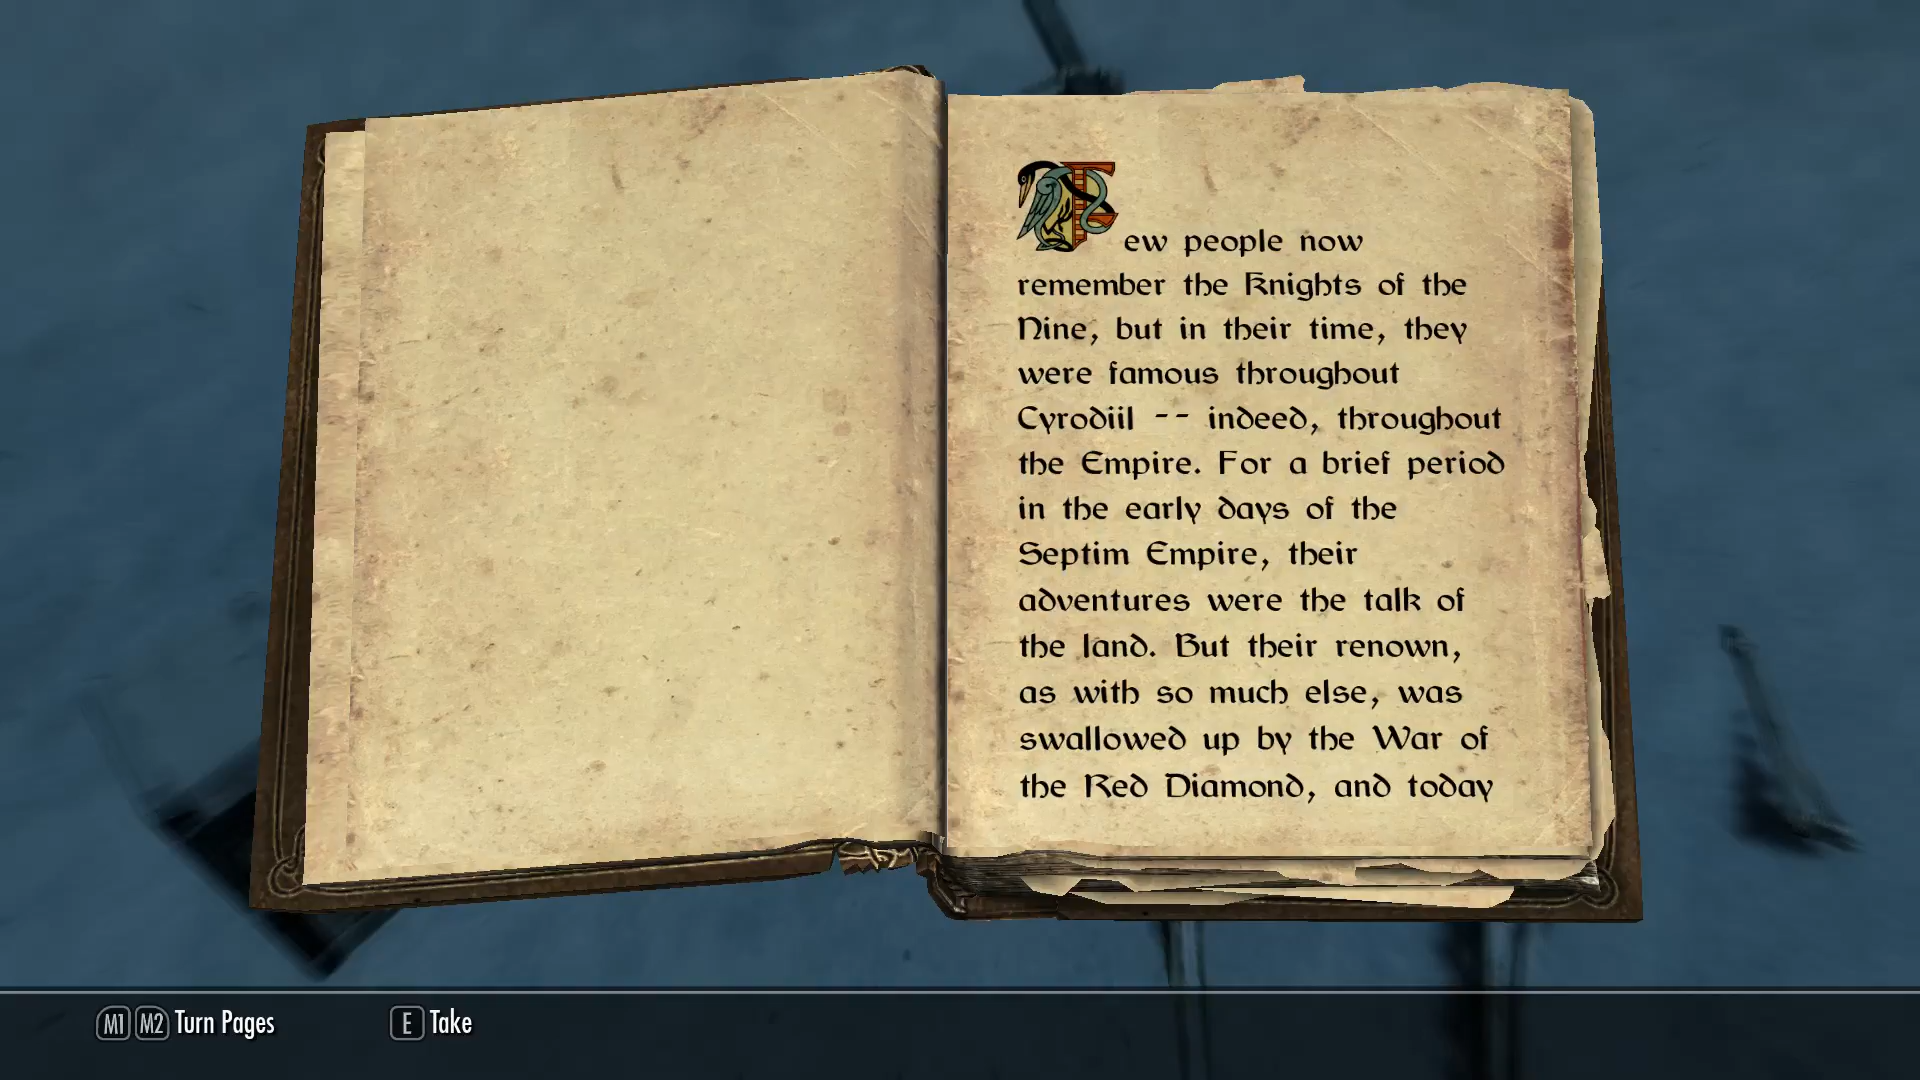 Few people now
remember the Knights of the
Nine, but in their time, they
were famous throughout
Cyrodiil -- indeed, throughout
the Empire. For a brief period
in the early days of the
Septim Empire, their
adventures were the talk of
the land. But their renown,
as with so much else, was
swallowed up by the War of
the Red Diamond, and today
M1 M2 Turn Pages
E Take